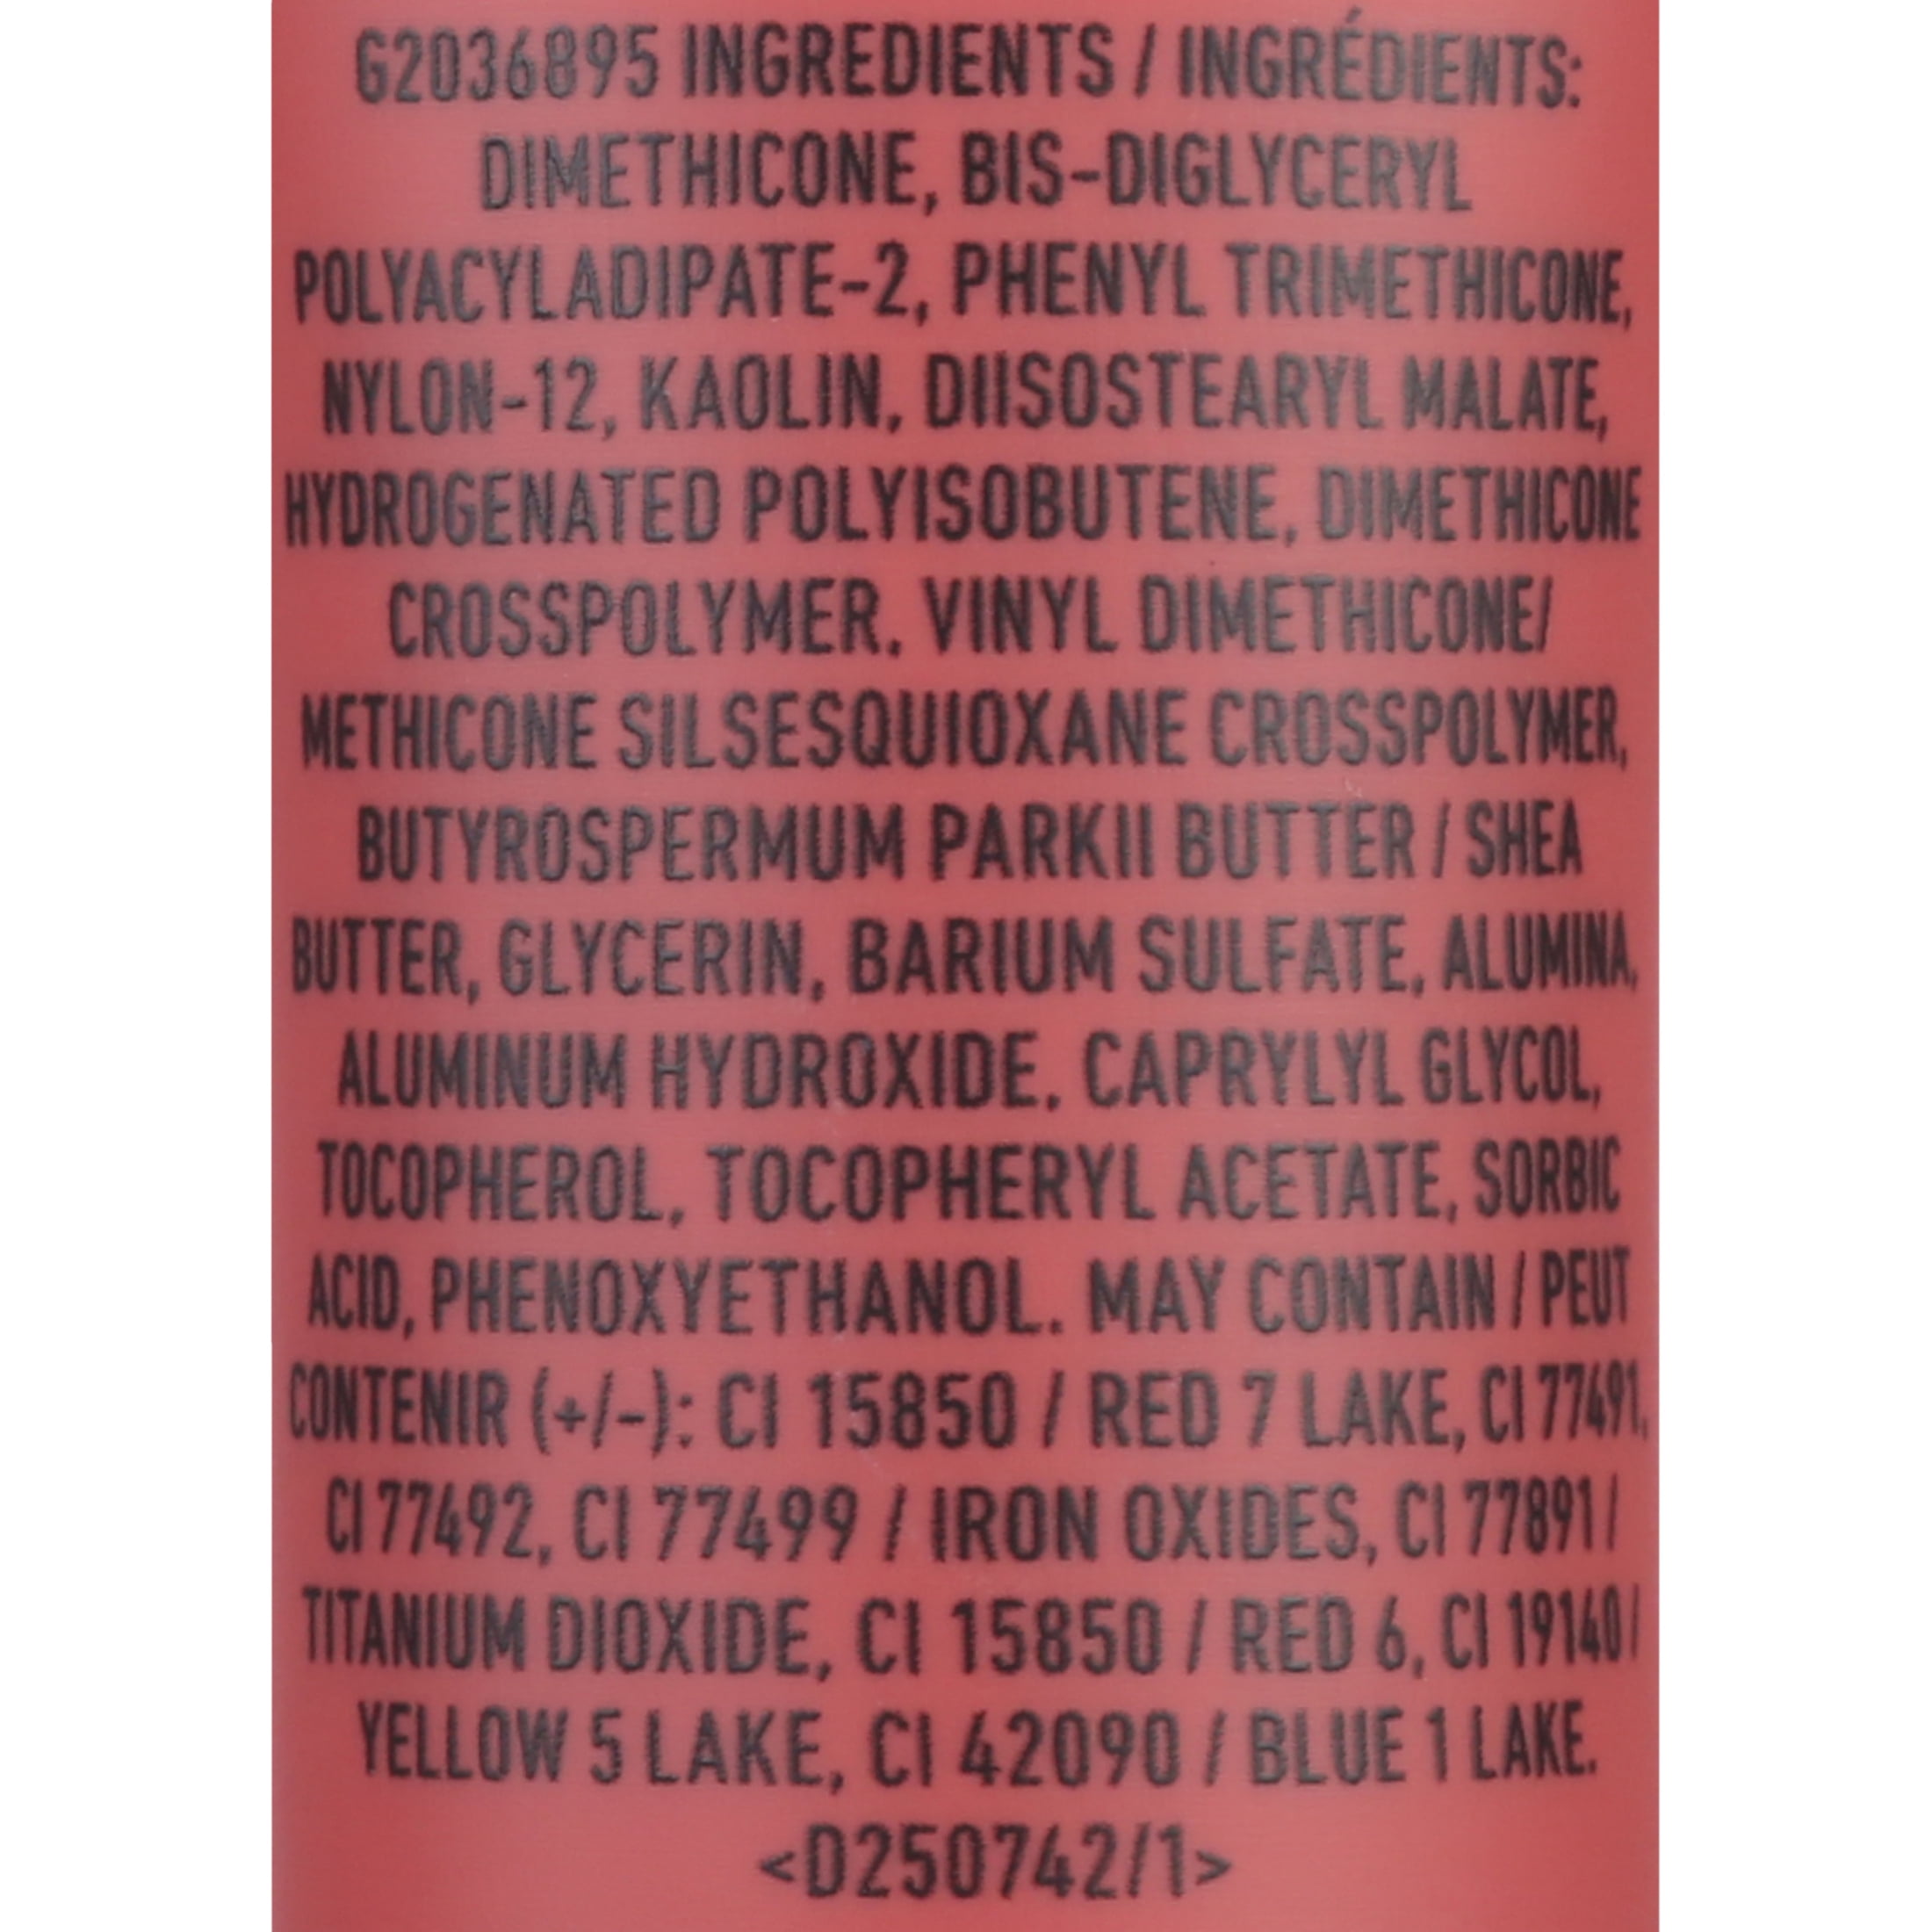 G2036895 INGREDIENTS / INGRÉDIENTS:
DIMETHICONE, BIS-DIGLYCERYL
POLYACYLADIPATE-2, PHENYL TRIMETHICONE,
NYLON-12, KAOLIN, DIISOSTEARYL MALATE,
HYDROGENATED POLYISOBUTENE, DIMETHICONE
CROSSPOLYMER, VINYL DIMETHICONE/
METHICONE SILSESQUIOXANE CROSSPOLYMER,
BUTYROSPERMUM PARKII BUTTER / SHEA
BUTTER, GLYCERIN, BARIUM SULFATE, ALUMINA,
ALUMINUM HYDROXIDE, CAPRYLYL GLYCOL,
TOCOPHEROL, TOCOPHERYL ACETATE, SORBIC
ACID, PHENOXYETHANOL. MAY CONTAIN / PEUT
CONTENIR (+/-): CI 15850 / RED 7 LAKE, CI 77491,
CI 77492, CI 77499 / IRON OXIDES, CI 77891 /
TITANIUM DIOXIDE, CI 15850 / RED 6, CI 19140 /
YELLOW 5 LAKE, CI 42090 / BLUE 1 LAKE.
<D250742/1>